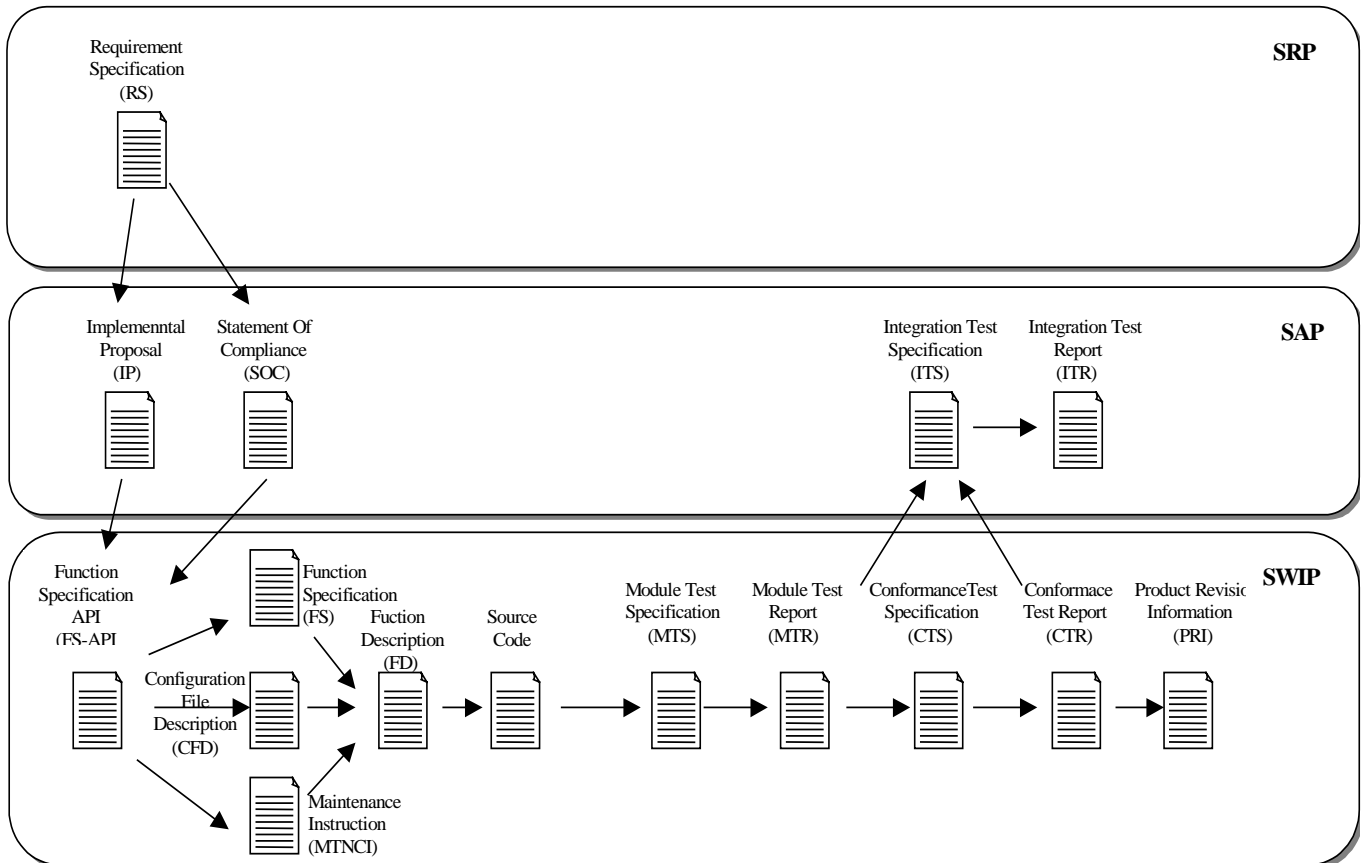 SRP
Requirement
Specification
(RS)
SAP
Implemenntal
Proposal
(IP)
Statement Of
Compliance
(SOC)
Integration Test
Specification
(ITS)
Integration Test
Report
(ITR)
SWIP
Function
Specification
API
(FS-API
Function
Specification
(FS)
Configuration
File
Description
(CFD)
Maintenance
Instruction
(MTNCI)
Fuction
Description
(FD)
Source
Code
Module Test
Specification
(MTS)
Module Test
Report
(MTR)
ConformanceTest
Specification
(CTS)
Conformace
Test Report
(CTR)
Product Revisio
Information
(PRI)